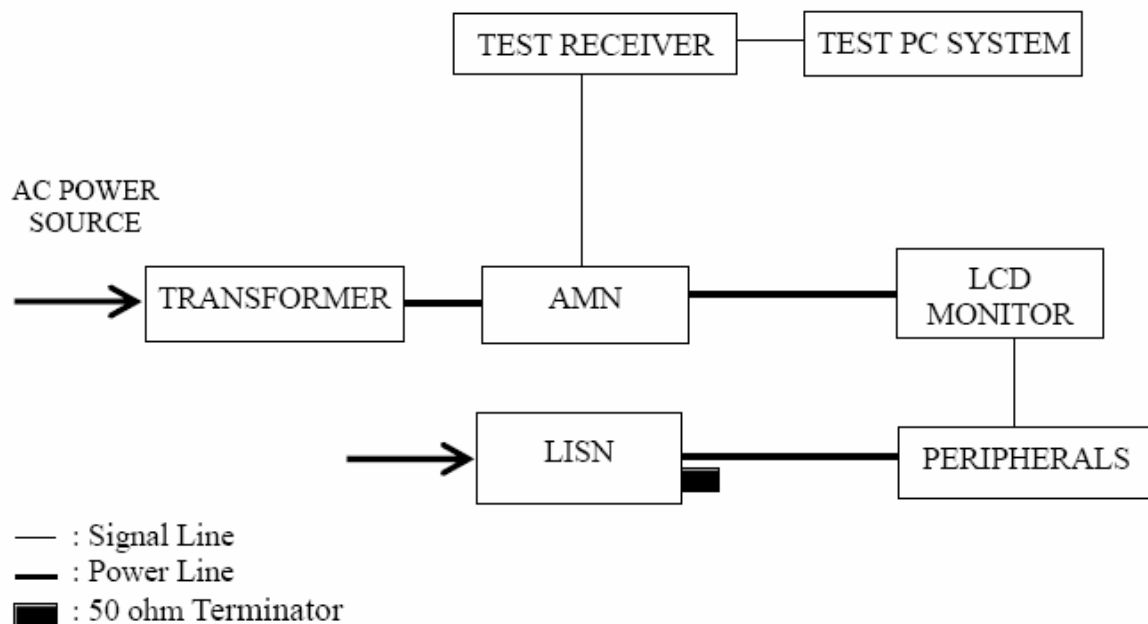 TEST RECEIVER
TEST PC SYSTEM
AC POWER
SOURCE
TRANSFORMER
AMN
LCD
MONITOR
LISN
PERIPHERALS
: Signal Line
: Power Line
: 50 ohm Terminator